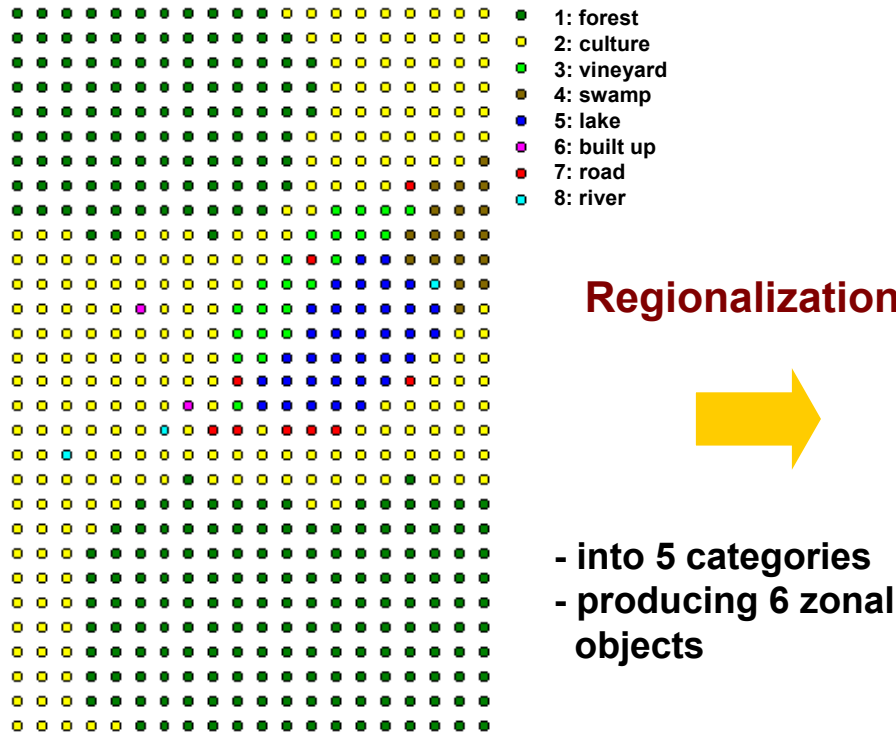 1: forest
2: culture
3: vineyard
4: swamp
5: lake
6: built up
7: road
8: river
Regionalization
- into 5 categories
- producing 6 zonal
objects